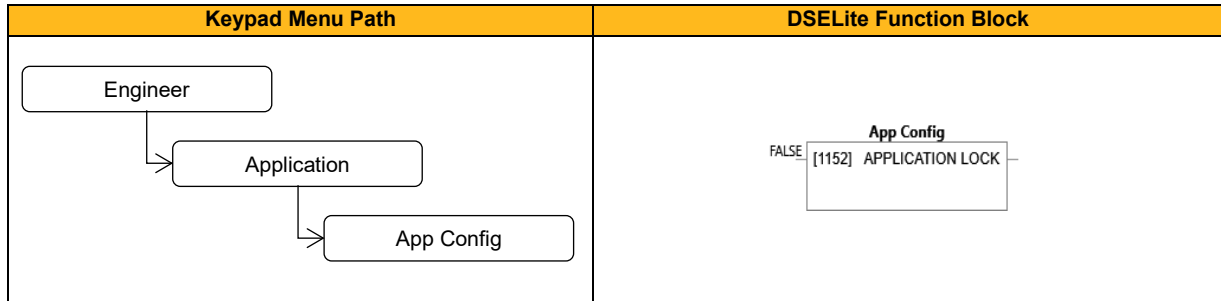 Keypad Menu Path
DSELite Function Block
Engineer
Application
App Config
App Config
FALSE [1152] APPLICATION LOCK